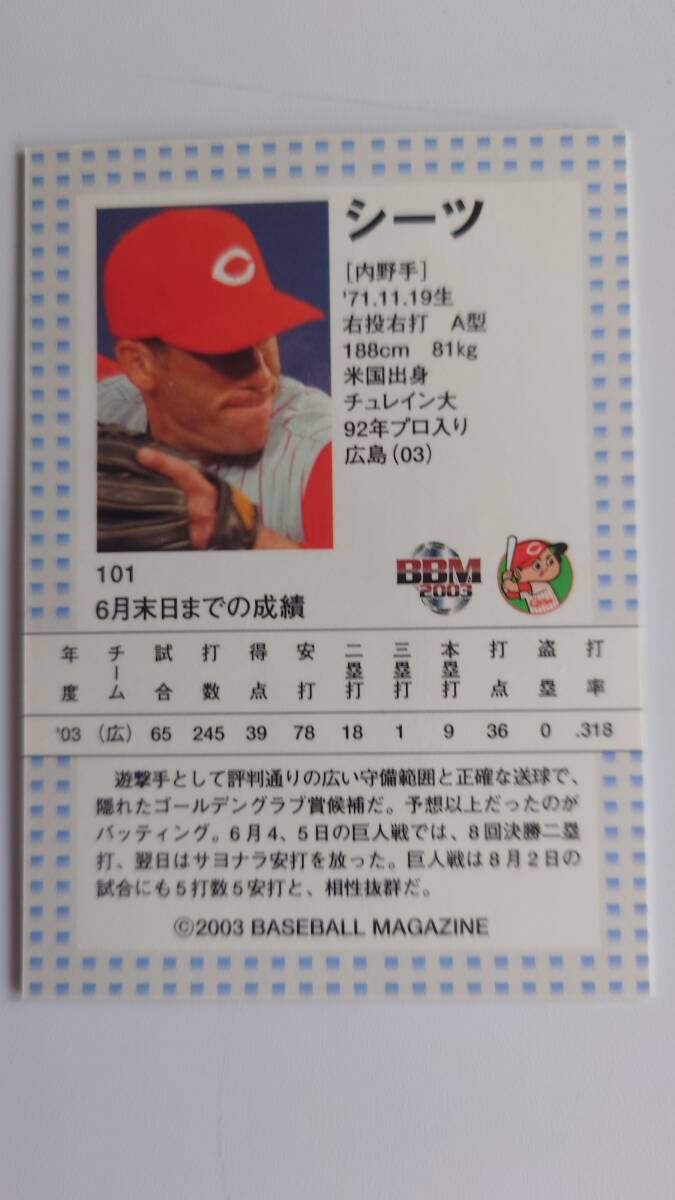 シーツ
[内野手]
'71.11.19生
右投右打 A型
188cm 81kg
米国出身
チュレイン大
92年プロ入り
広島(03)
C
101
6月末日までの成績
BBM
2003
C
年度 チーム 試合 打数 得点 安打 二塁打 三塁打 本塁打 打点 盗塁 打率
'03 (広) 65 245 39 78 18 1 9 36 0 .318
遊撃手として評判通りの広い守備範囲と正確な送球で、
隠れたゴールデングラブ賞候補だ。予想以上だったのが
バッティング。6月4、5日の巨人戦では、8回決勝二塁
打、翌日はサヨナラ安打を放った。巨人戦は8月2日の
試合にも5打数5安打と、相性抜群だ。
©2003 BASEBALL MAGAZINE